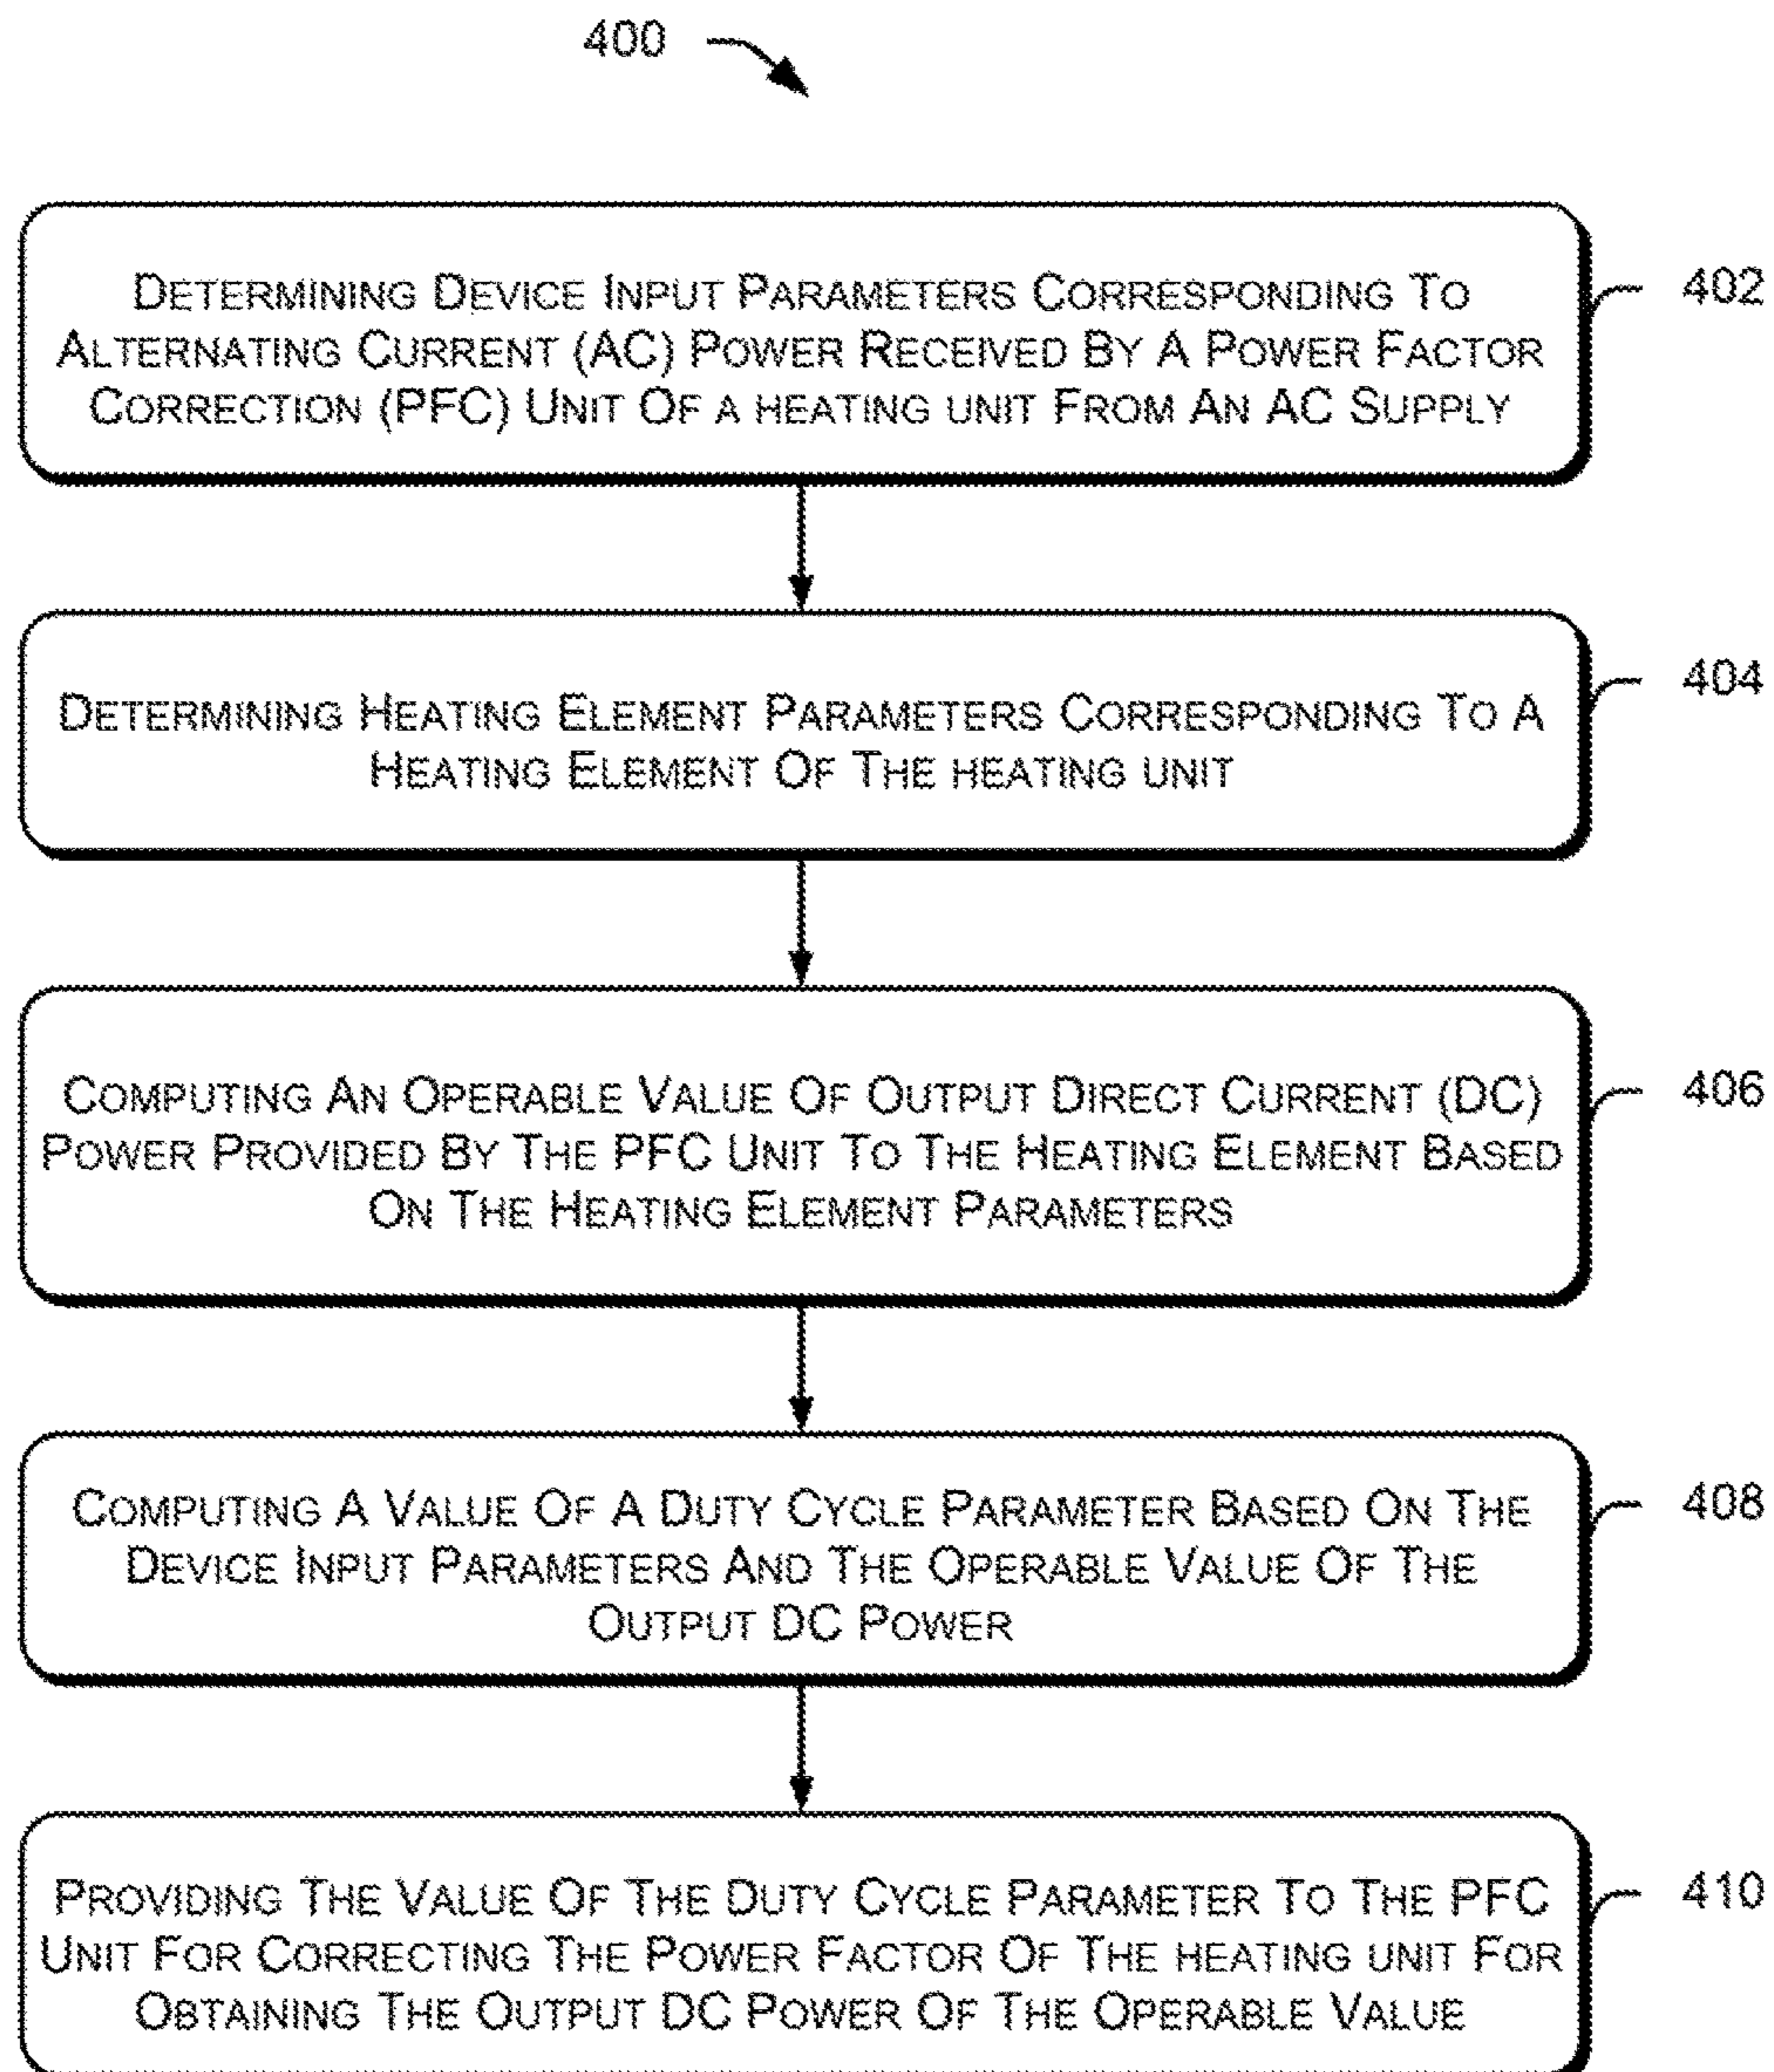 400
DETERMINING DEVICE INPUT PARAMETERS CORRESPONDING TO
ALTERNATING CURRENT (AC) POWER RECEIVED BY A POWER FACTOR
CORRECTION (PFC) UNIT OF A HEATING UNIT FROM AN AC SUPPLY
402
DETERMINING HEATING ELEMENT PARAMETERS CORRESPONDING TO A
HEATING ELEMENT OF THE HEATING UNIT
404
COMPUTING AN OPERABLE VALUE OF OUTPUT DIRECT CURRENT (DC)
POWER PROVIDED BY THE PFC UNIT TO THE HEATING ELEMENT BASED
ON THE HEATING ELEMENT PARAMETERS
406
COMPUTING A VALUE OF A DUTY CYCLE PARAMETER BASED ON THE
DEVICE INPUT PARAMETERS AND THE OPERABLE VALUE OF THE
OUTPUT DC POWER
408
PROVIDING THE VALUE OF THE DUTY CYCLE PARAMETER TO THE PFC
UNIT FOR CORRECTING THE POWER FACTOR OF THE HEATING UNIT FOR
OBTAINING THE OUTPUT DC POWER OF THE OPERABLE VALUE
410